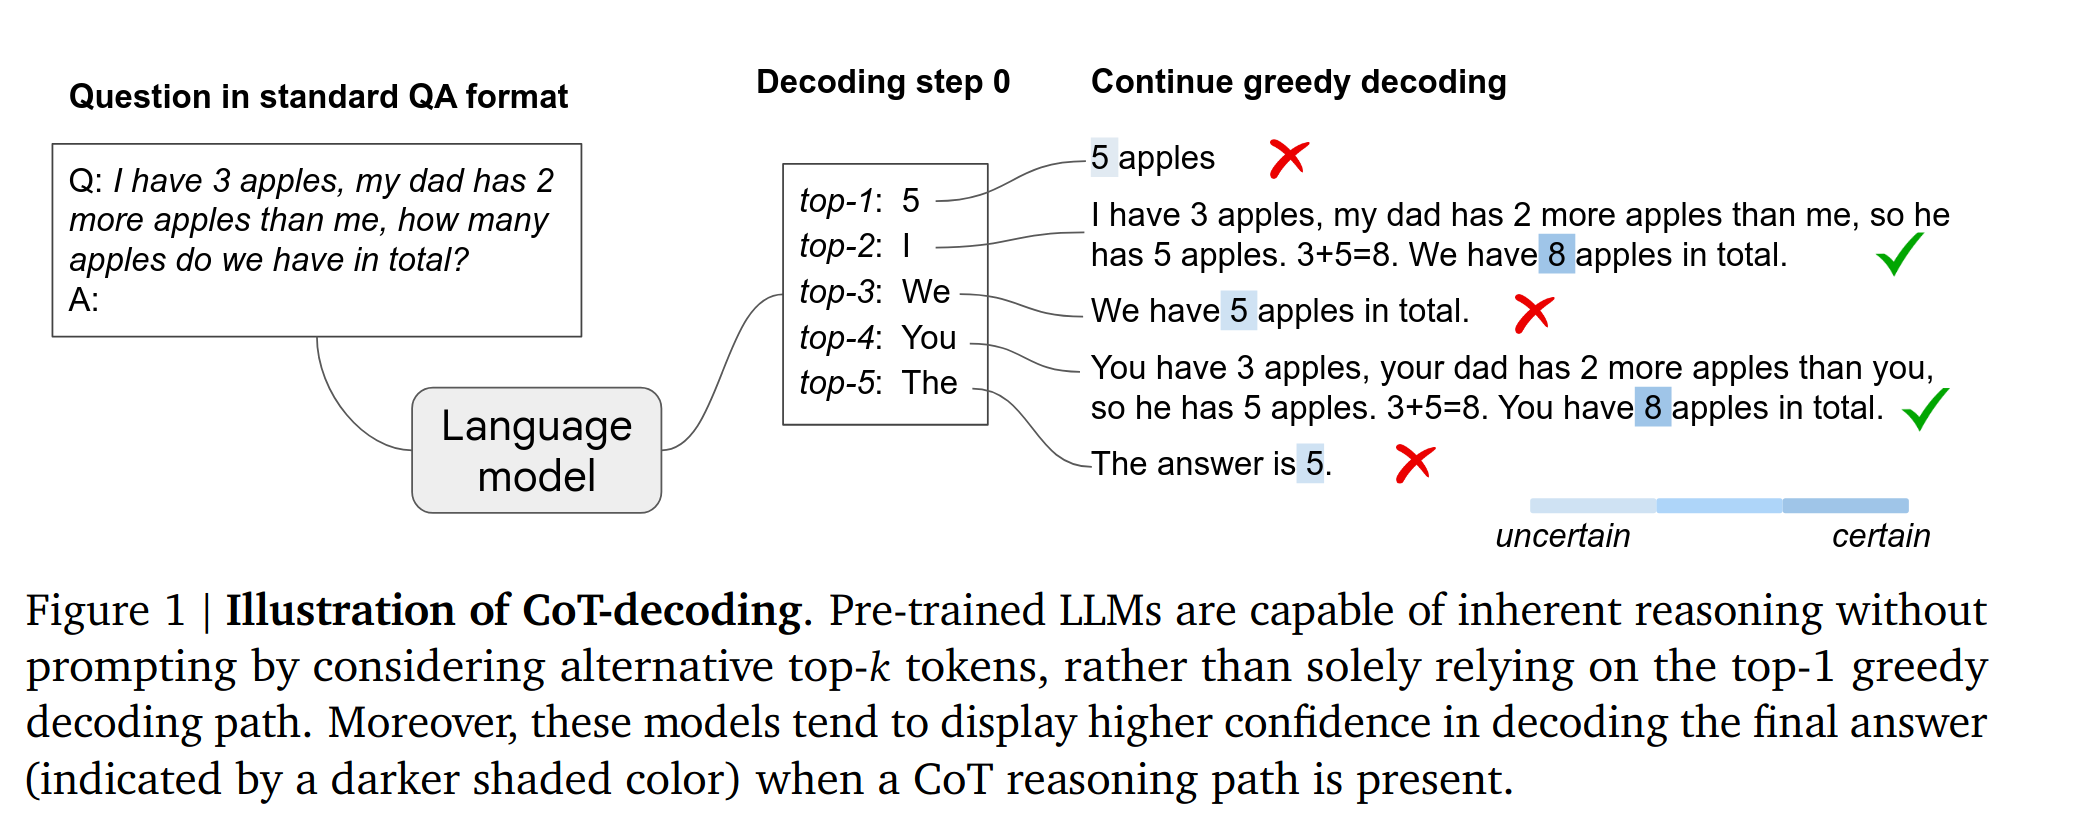 Question in standard QA format
Q: I have 3 apples, my dad has 2
more apples than me, how many
apples do we have in total?
A:
Language
model
Decoding step 0
top-1: 5
top-2: I
top-3: We
top-4: You
top-5: The
Continue greedy decoding
5 apples
I have 3 apples, my dad has 2 more apples than me, so he
has 5 apples. 3+5=8. We have 8 apples in total.
We have 5 apples in total.
You have 3 apples, your dad has 2 more apples than you,
so he has 5 apples. 3+5=8. You have 8 apples in total.
The answer is 5.
uncertain certain
Figure 1 | Illustration of CoT-decoding. Pre-trained LLMs are capable of inherent reasoning without
prompting by considering alternative top-k tokens, rather than solely relying on the top-1 greedy
decoding path. Moreover, these models tend to display higher confidence in decoding the final answer
(indicated by a darker shaded color) when a CoT reasoning path is present.